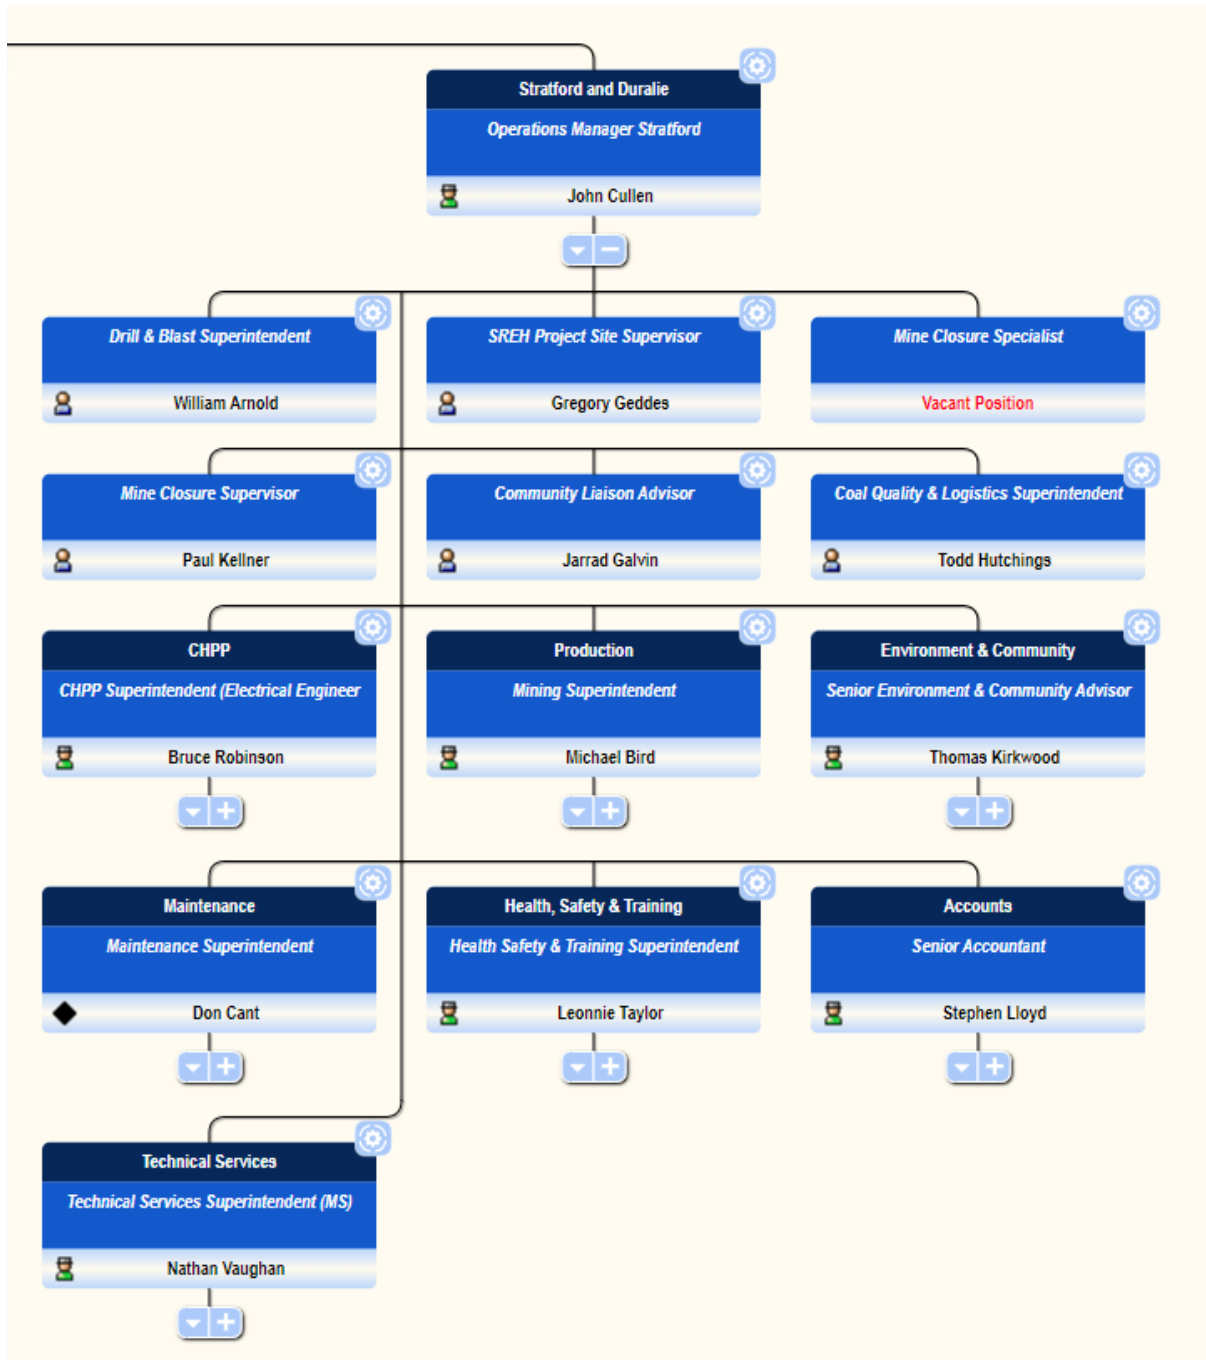 Stratford and Duralie
Operations Manager Stratford
John Cullen
Drill & Blast Superintendent
William Arnold
SREH Project Site Supervisor
Gregory Geddes
Mine Closure Specialist
Vacant Position
Mine Closure Supervisor
Paul Kellner
Community Liaison Advisor
Jarrad Galvin
Coal Quality & Logistics Superintendent
Todd Hutchings
CHPP
CHPP Superintendent (Electrical Engineer
Bruce Robinson
Production
Mining Superintendent
Michael Bird
Environment & Community
Senior Environment & Community Advisor
Thomas Kirkwood
Maintenance
Maintenance Superintendent
Don Cant
Health, Safety & Training
Health Safety & Training Superintendent
Leonnie Taylor
Accounts
Senior Accountant
Stephen Lloyd
Technical Services
Technical Services Superintendent (MS)
Nathan Vaughan